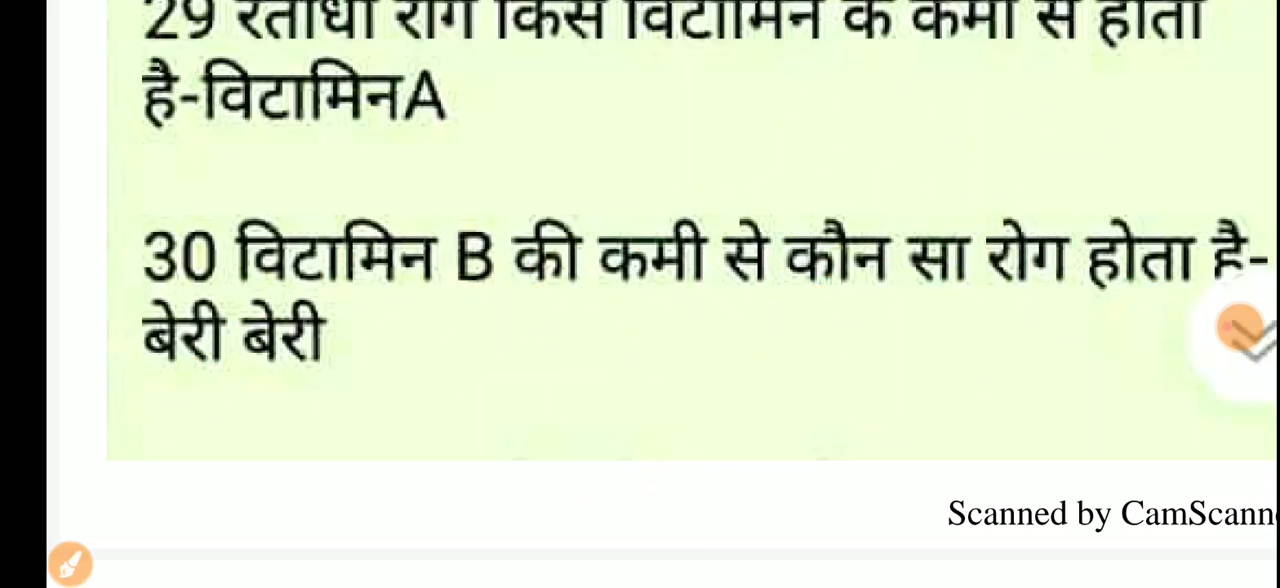 29 रतौंधी रोग किस विटामिन के कमी से होता
है-विटामिनA
30 विटामिन B की कमी से कौन सा रोग होता है-
बेरी बेरी
Scanned by CamScann